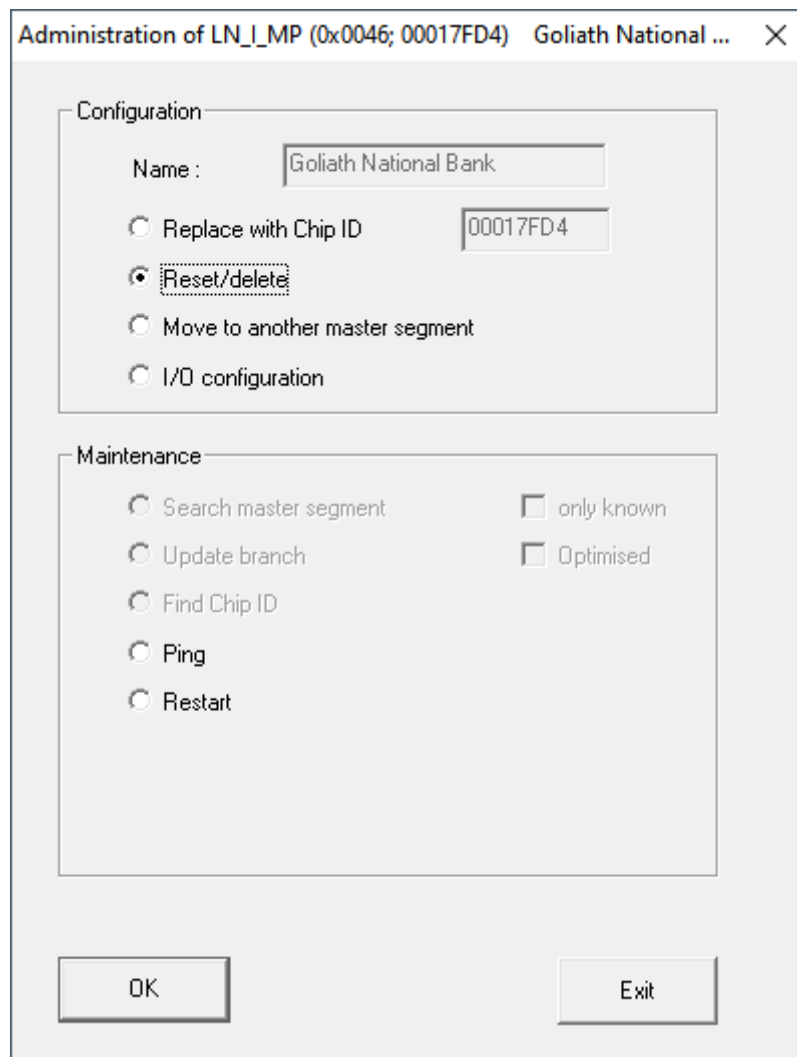 Administration of LN_I_MP (0x0046; 00017FD4) Goliath National ...
Configuration
Name : Goliath National Bank
Replace with Chip ID 00017FD4
Reset/delete
Move to another master segment
I/O configuration
Maintenance
Search master segment only known
Update branch Optimised
Find Chip ID
Ping
Restart
OK Exit